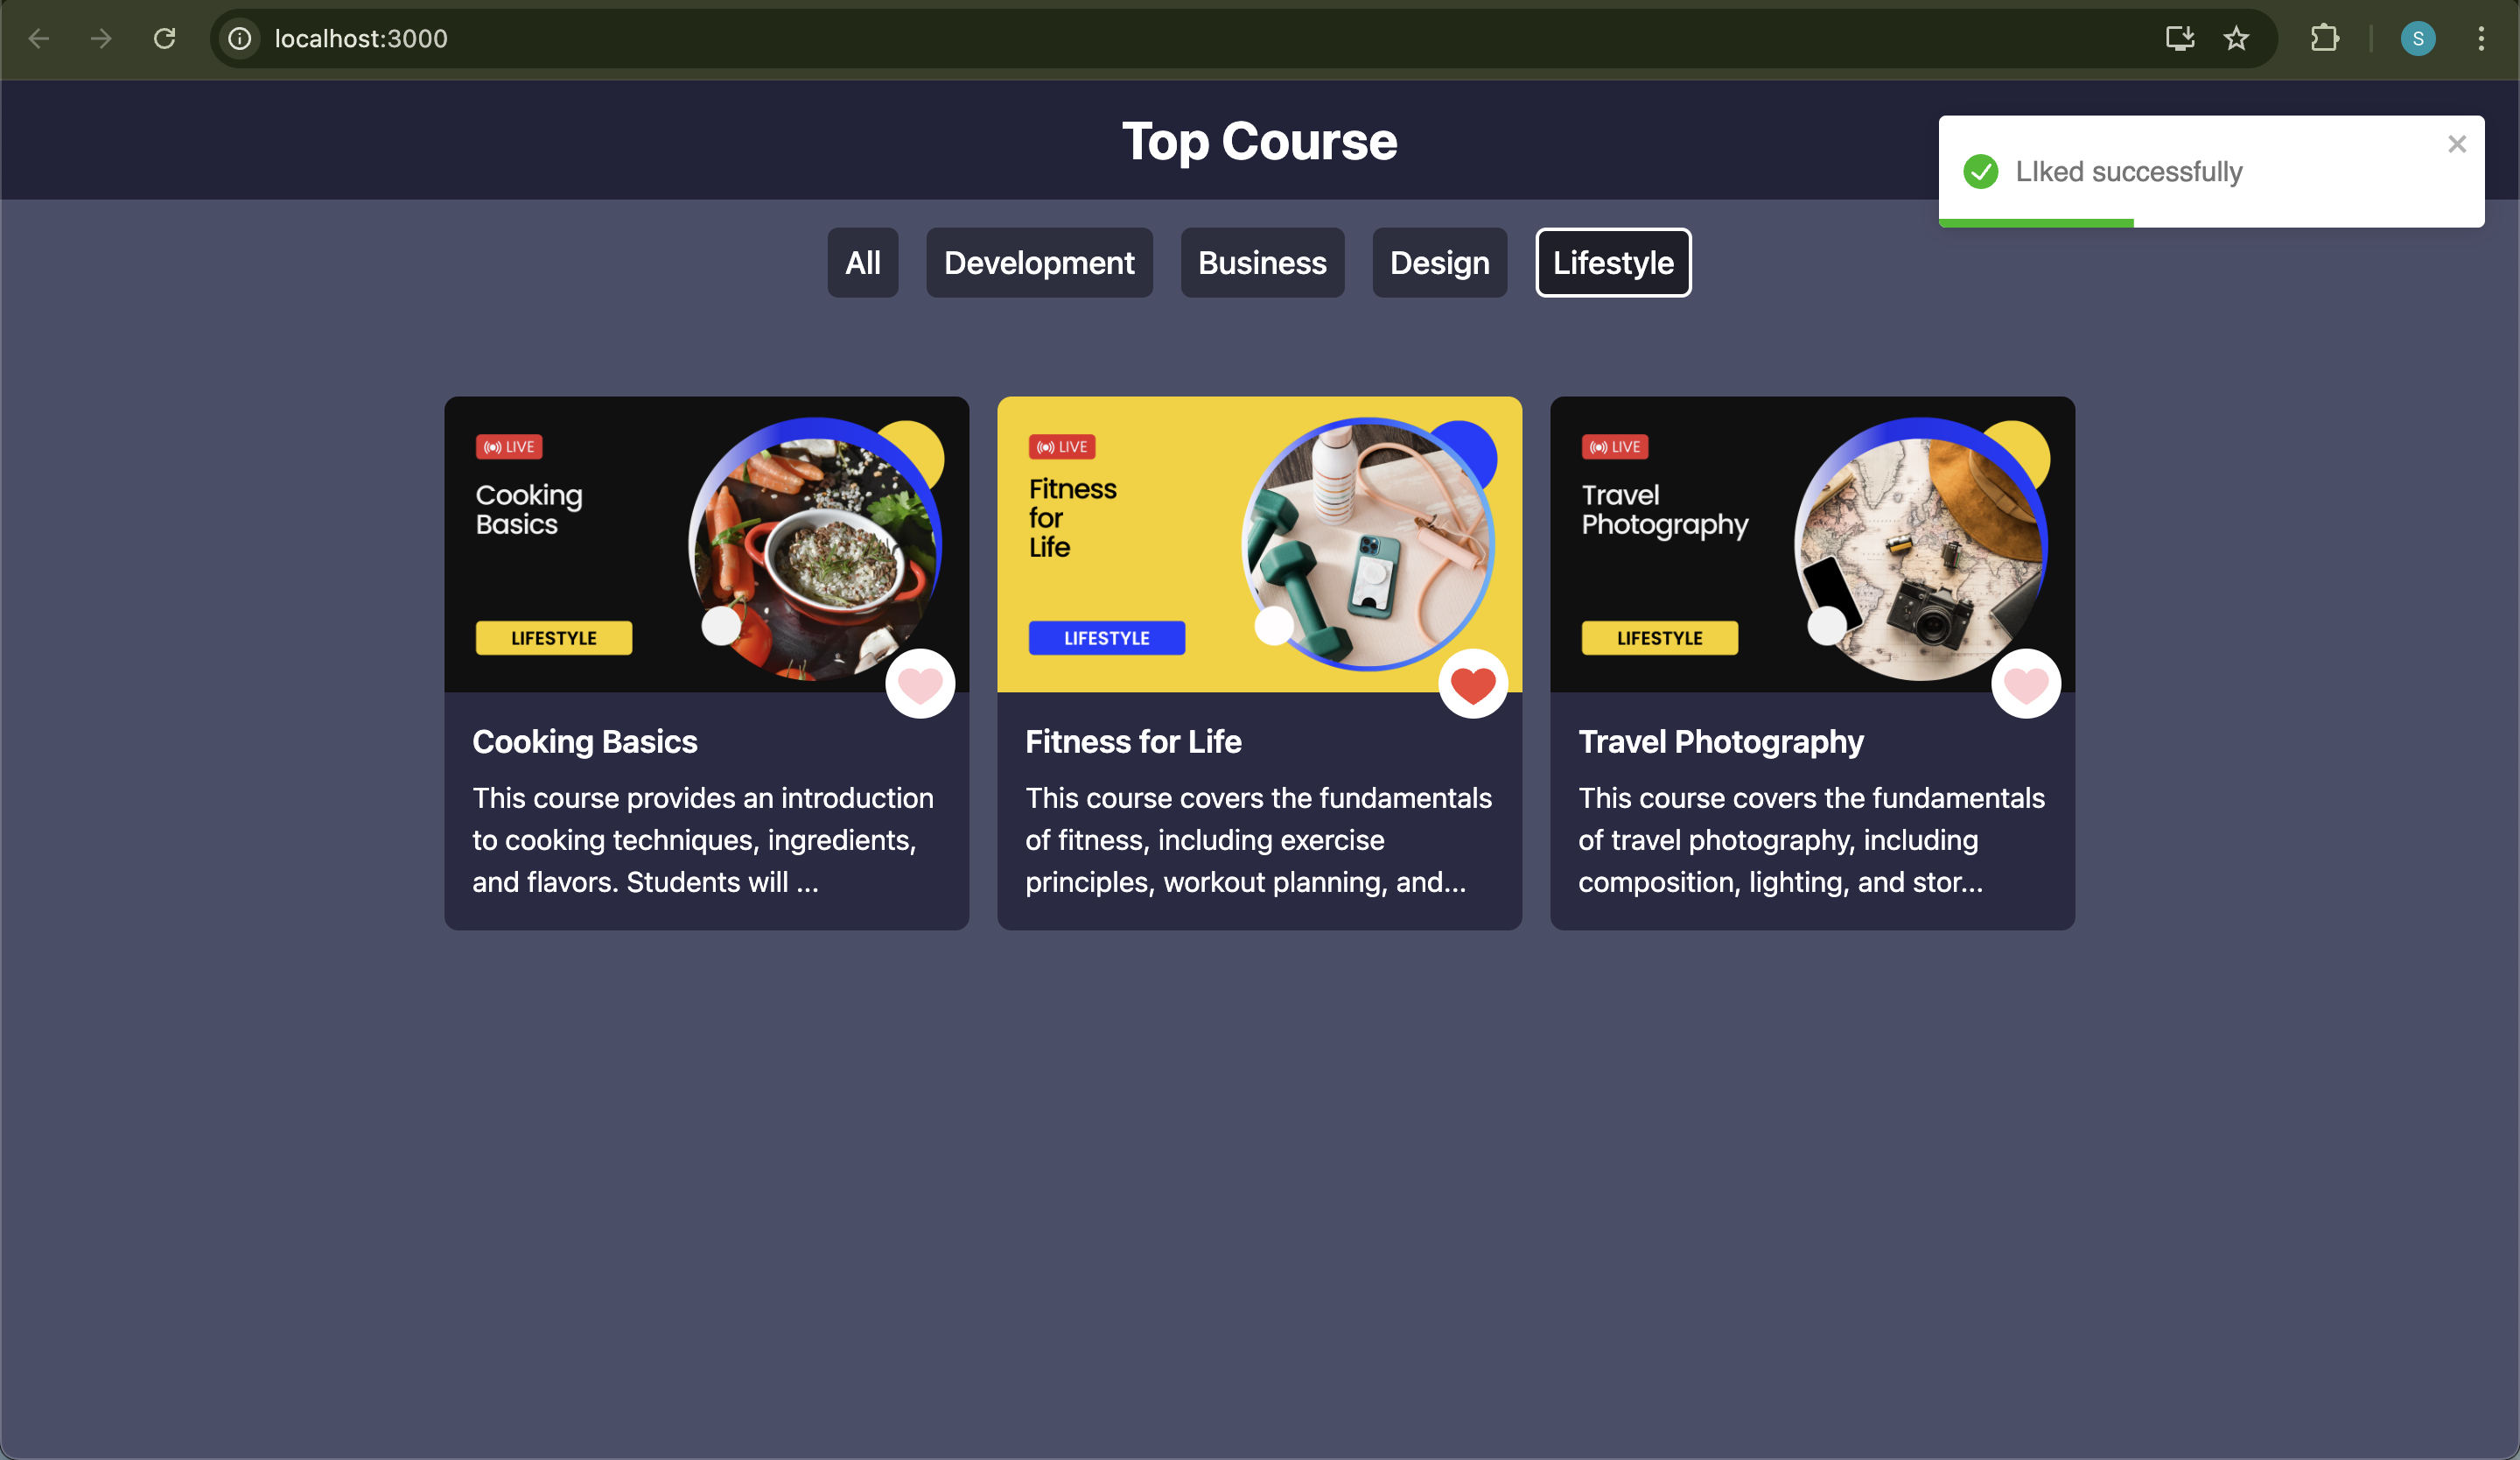 localhost:3000
S
Top Course
LIked successfully
All
Development
Business
Design
Lifestyle
LIVE
Cooking
Basics
LIFESTYLE
Cooking Basics
This course provides an introduction
to cooking techniques, ingredients,
and flavors. Students will ...
LIVE
Fitness
for
Life
LIFESTYLE
Fitness for Life
This course covers the fundamentals
of fitness, including exercise
principles, workout planning, and...
LIVE
Travel
Photography
LIFESTYLE
Travel Photography
This course covers the fundamentals
of travel photography, including
composition, lighting, and stor...